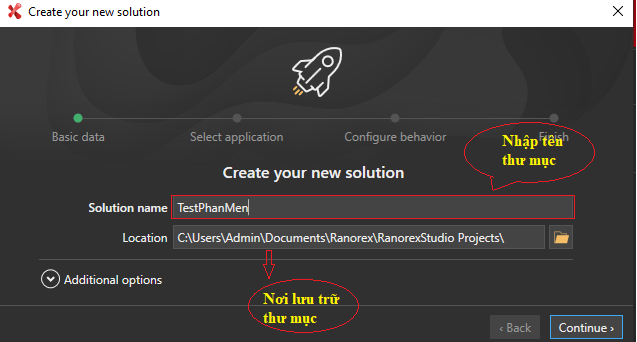 Create your new solution
Basic data
Select application
Configure behavior
Finish
Nhập tên
thư mục
Create your new solution
Solution name
TestPhanMen
Location
C:\Users\Admin\Documents\Ranorex\RanorexStudio Projects\
Additional options
Nơi lưu trữ
thư mục
‹ Back
Continue ›